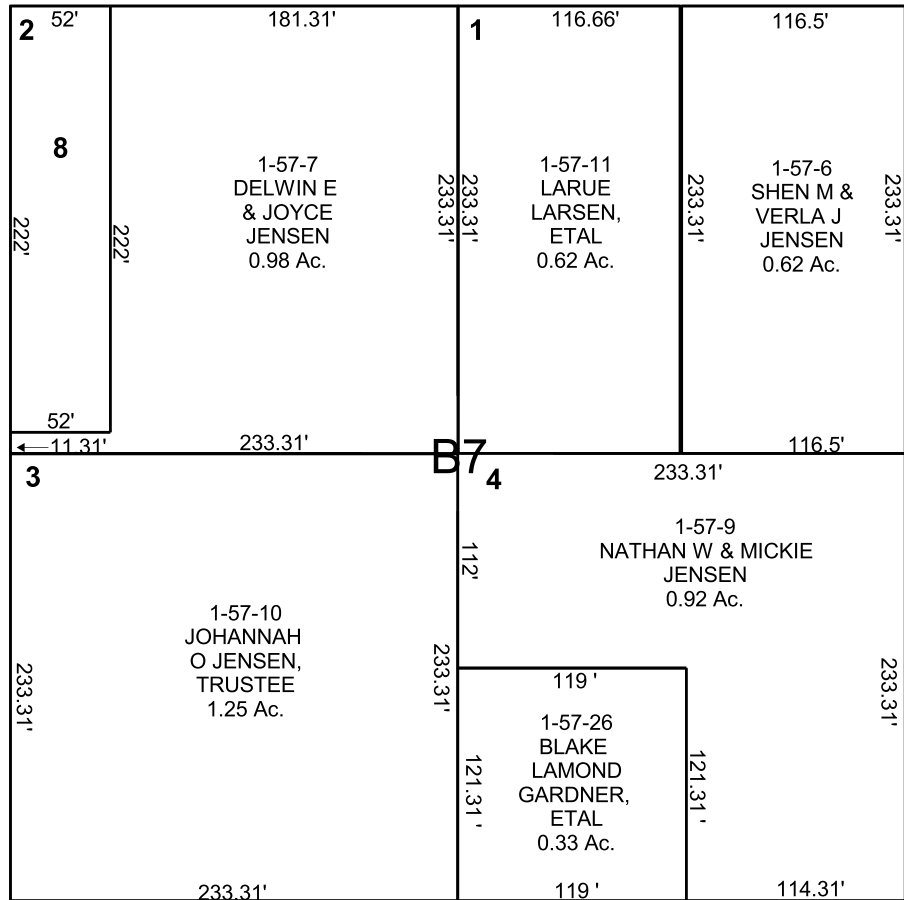 52'
181.31'
116.66'
116.5'
2
1
8
1-57-7
DELWIN E
& JOYCE
JENSEN
0.98 Ac.
1-57-11
LARUE
LARSEN,
ETAL
0.62 Ac.
1-57-6
SHEN M &
VERLA J
JENSEN
0.62 Ac.
222'
222'
233.31'
233.31'
233.31'
233.31'
52'
11.31'
233.31'
116.5'
B7
3
4
233.31'
1-57-9
NATHAN W & MICKIE
JENSEN
0.92 Ac.
112'
1-57-10
JOHANNAH
O JENSEN,
TRUSTEE
1.25 Ac.
233.31'
233.31'
233.31'
119 '
1-57-26
BLAKE
LAMOND
GARDNER,
ETAL
0.33 Ac.
121.31 '
121.31 '
233.31'
119 '
114.31'